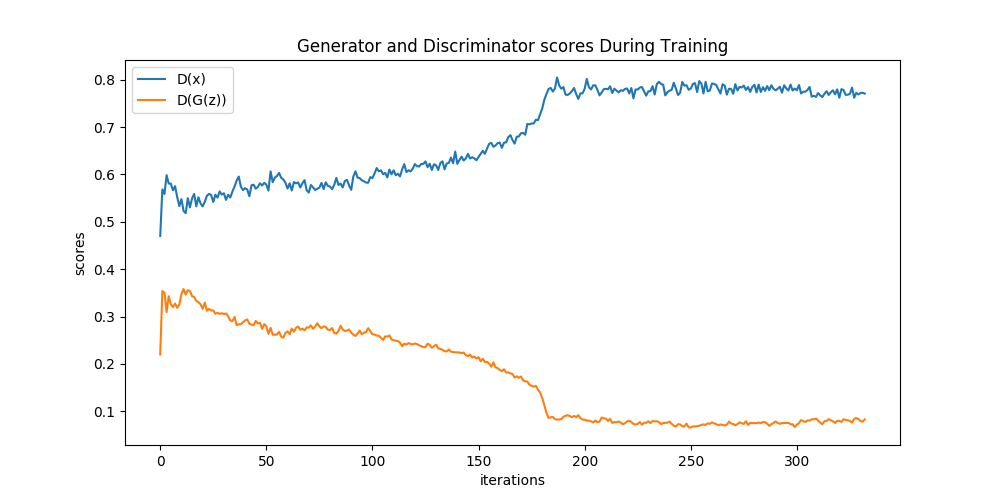 Generator and Discriminator scores During Training
D(x)
D(G(z))
0.8
0.7
0.6
0.5
0.4
0.3
0.2
0.1
scores
0 50 100 150 200 250 300
iterations